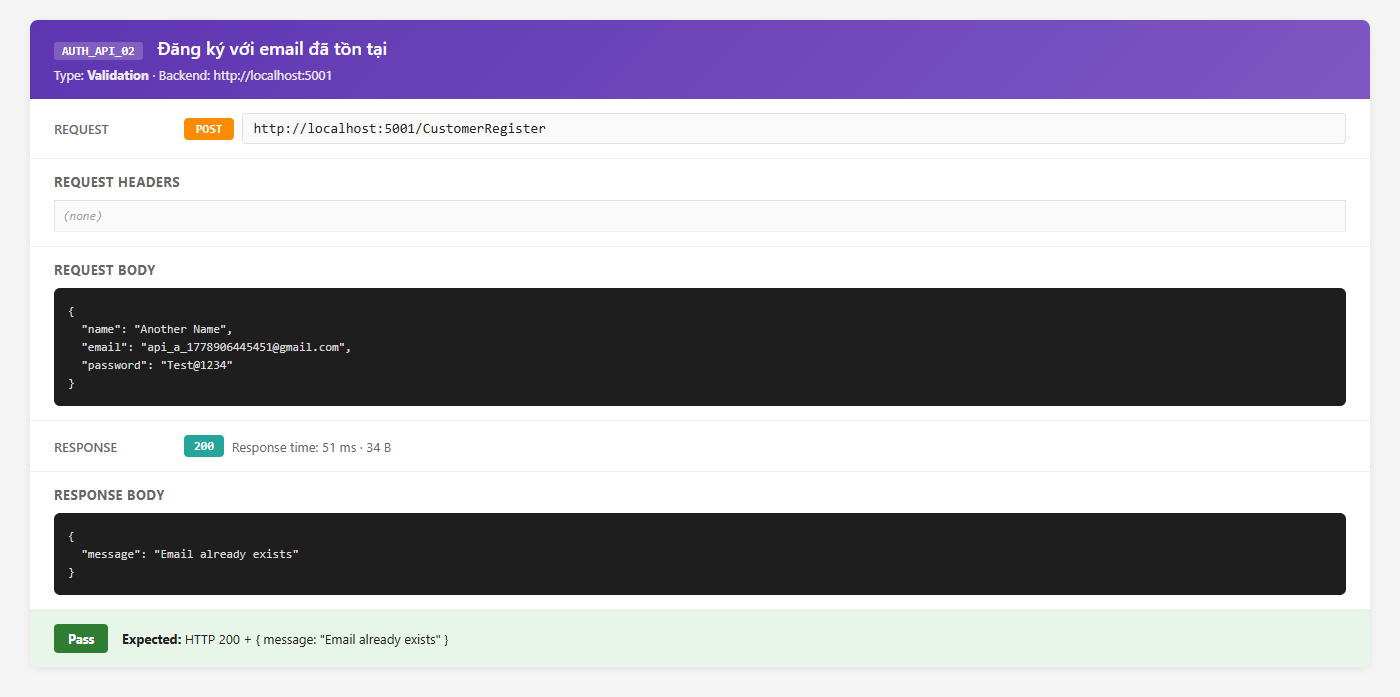 AUTH_API_02 Đăng ký với email đã tồn tại
Type: Validation · Backend: http://localhost:5001
REQUEST POST http://localhost:5001/CustomerRegister
REQUEST HEADERS
(none)
REQUEST BODY
{
  "name": "Another Name",
  "email": "api_a_1778906445451@gmail.com",
  "password": "Test@1234"
}
RESPONSE 200 Response time: 51 ms · 34 B
RESPONSE BODY
{
  "message": "Email already exists"
}
Pass Expected: HTTP 200 + { message: "Email already exists" }